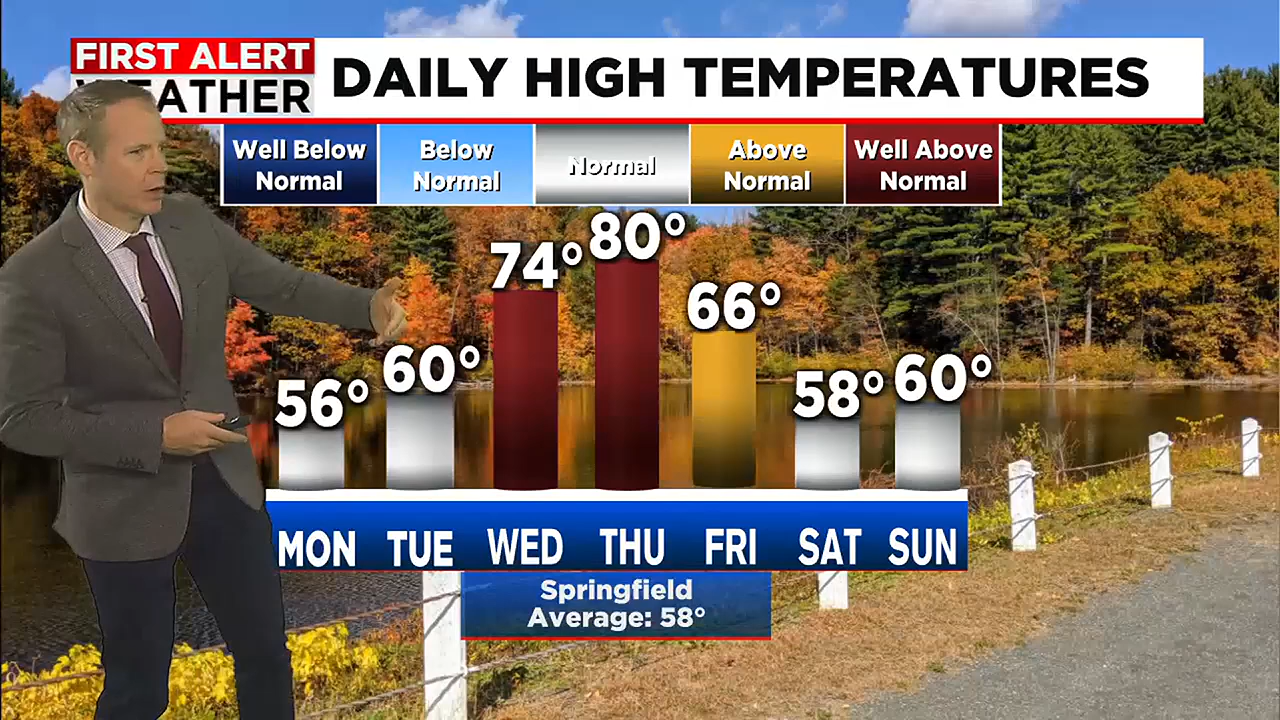 FIRST ALERT
WEATHER
DAILY HIGH TEMPERATURES
Well Below
Normal
Below
Normal
Normal
Above
Normal
Well Above
Normal
56° 60° 74° 80° 66° 58° 60°
MON TUE WED THU FRI SAT SUN
Springfield
Average: 58°